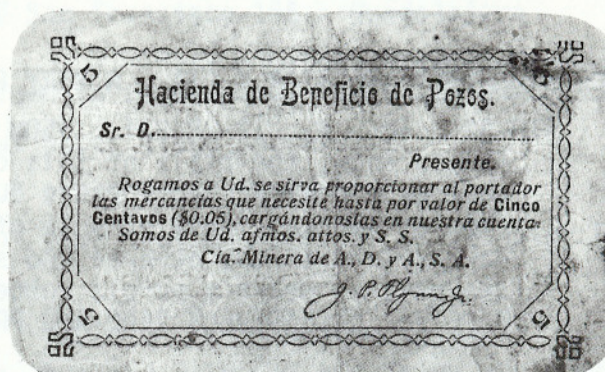 5 5
Hacienda de Beneficio de Pozos.
Sr. D.
Presente.
Rogamos a Ud. se sirva proporcionar al portador
las mercancías que necesite hasta por valor de Cinco
Centavos ($0.05), cargándonoslas en nuestra cuenta.
Somos de Ud. afmos. attos. y S. S.
Cía. Minera de A., D. y A., S. A.
5 5